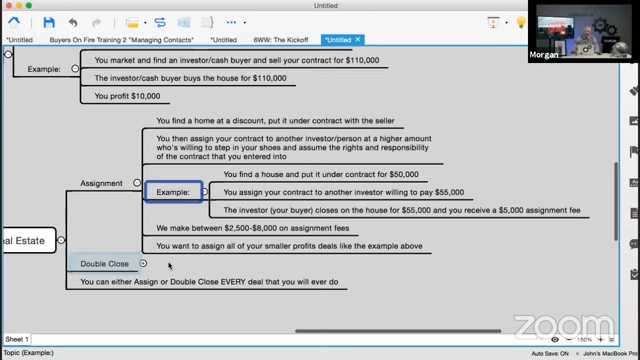 Untitled
*Untitled
Buyers On Fire Training 2 "Managing Contacts"
*Untitled
6WW: The Kickoff
*Untitled
Morgan
You market and find an investor/cash buyer and sell your contract for $110,000
Example:
The investor/cash buyer buys the house for $110,000
You profit $10,000
You find a home at a discount, put it under contract with the seller
You then assign your contract to another investor/person at a higher amount
who's willing to step in your shoes and assume the rights and responsibility
of the contract that you entered into
You find a house and put it under contract for $50,000
Assignment
Example:
You assign your contract to another investor willing to pay $55,000
The investor (your buyer) closes on the house for $55,000 and you receive a $5,000 assignment fee
We make between $2,500-$8,000 on assignment fees
eal Estate
You want to assign all of your smaller profits deals like the example above
Double Close
You can either Assign or Double Close EVERY deal that you will ever do
zoom
Sheet 1
150%
Topic (Example:)
Auto Save: ON
John's MacBook Pro